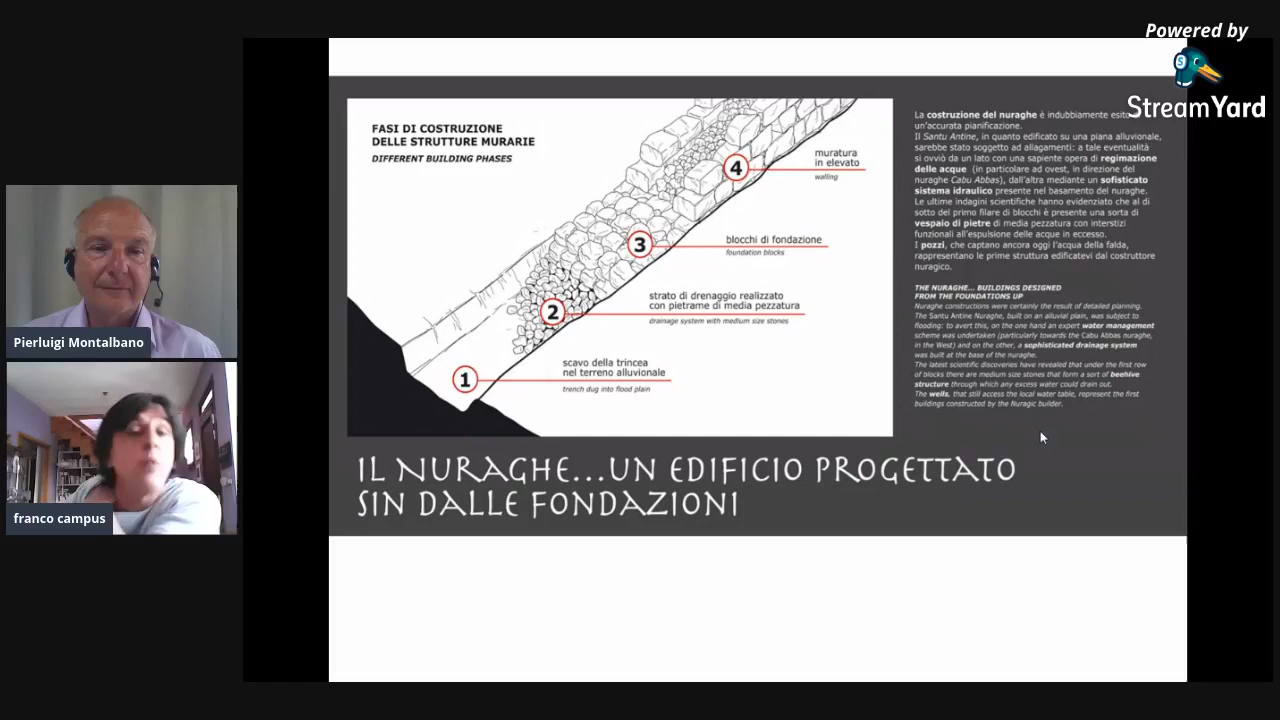 Powered by
StreamYard
FASI DI COSTRUZIONE
DELLE STRUTTURE MURARIE
DIFFERENT BUILDING PHASES
4
muratura
in elevato
walling
3
blocchi di fondazione
foundation blocks
2
strato di drenaggio realizzato
con pietrame di media pezzatura
drainage system with medium size stones
1
scavo della trincea
nel terreno alluvionale
trench dug into flood plain
La costruzione del nuraghe è indubbiamente esito
un'accurata pianificazione.
Il Santu Antine, in quanto edificato su una piana alluvionale,
sarebbe stato soggetto ad allagamenti: a tale eventualità
si ovviò da un lato con una sapiente opera di regimazione
delle acque (in particolare ad ovest, in direzione del
nuraghe Cabu Abbas), dall'altra mediante un sofisticato
sistema idraulico presente nel basamento del nuraghe.
Le ultime indagini scientifiche hanno evidenziato che al di
sotto del primo filare di blocchi è presente una sorta di
vespaio di pietre di media pezzatura con interstizi
funzionali all'espulsione delle acque in eccesso.
I pozzi, che captano ancora oggi l'acqua della falda,
rappresentano le prime struttura edificatevi dal costruttore
nuragico.
THE NURAGHE... BUILDINGS DESIGNED
FROM THE FOUNDATIONS UP
Nuraghe constructions were certainly the result of detailed planning.
The Santu Antine Nuraghe, built on an alluvial plain, was subject to
flooding: to avert this, on the one hand an expert water management
scheme was undertaken (particularly towards the Cabu Abbas nuraghe,
in the West) and on the other, a sophisticated drainage system
was built at the base of the nuraghe.
The latest scientific discoveries have revealed that under the first row
of blocks there are medium size stones that form a sort of beehive
structure through which any excess water could drain out.
The wells, that still access the local water table, represent the first
buildings constructed by the Nuragic builder.
IL NURAGHE...UN EDIFICIO PROGETTATO
SIN DALLE FONDAZIONI
Pierluigi Montalbano
franco campus